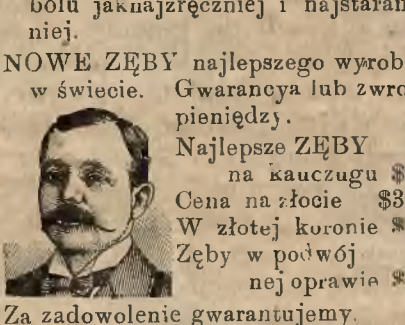 bolu jaknajzręczniej i najstaran
niej.
NOWE ZĘBY najlepszego wyrob
w świecie. Gwarancya lub zwro
pieniędzy.
Najlepsze ZĘBY
na kauczugu $
Cena na złocie $3
W złotej koronie $
Zęby w podwój
nej oprawie $
Za zadowolenie gwarantujemy.